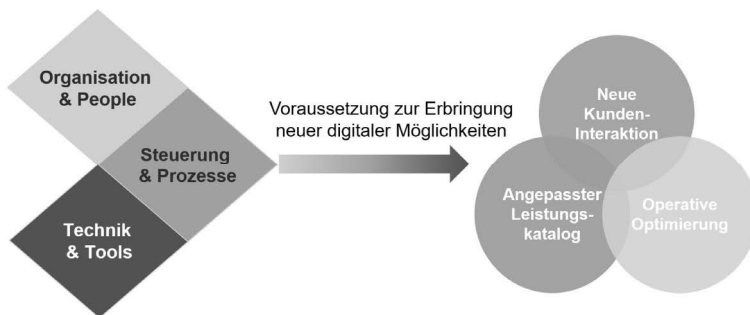 Organisation
& People
Steuerung
& Prozesse
Technik
& Tools
Voraussetzung zur Erbringung
neuer digitaler Möglichkeiten
Neue
Kunden-
Interaktion
Angepasster
Leistungs-
katalog
Operative
Optimierung